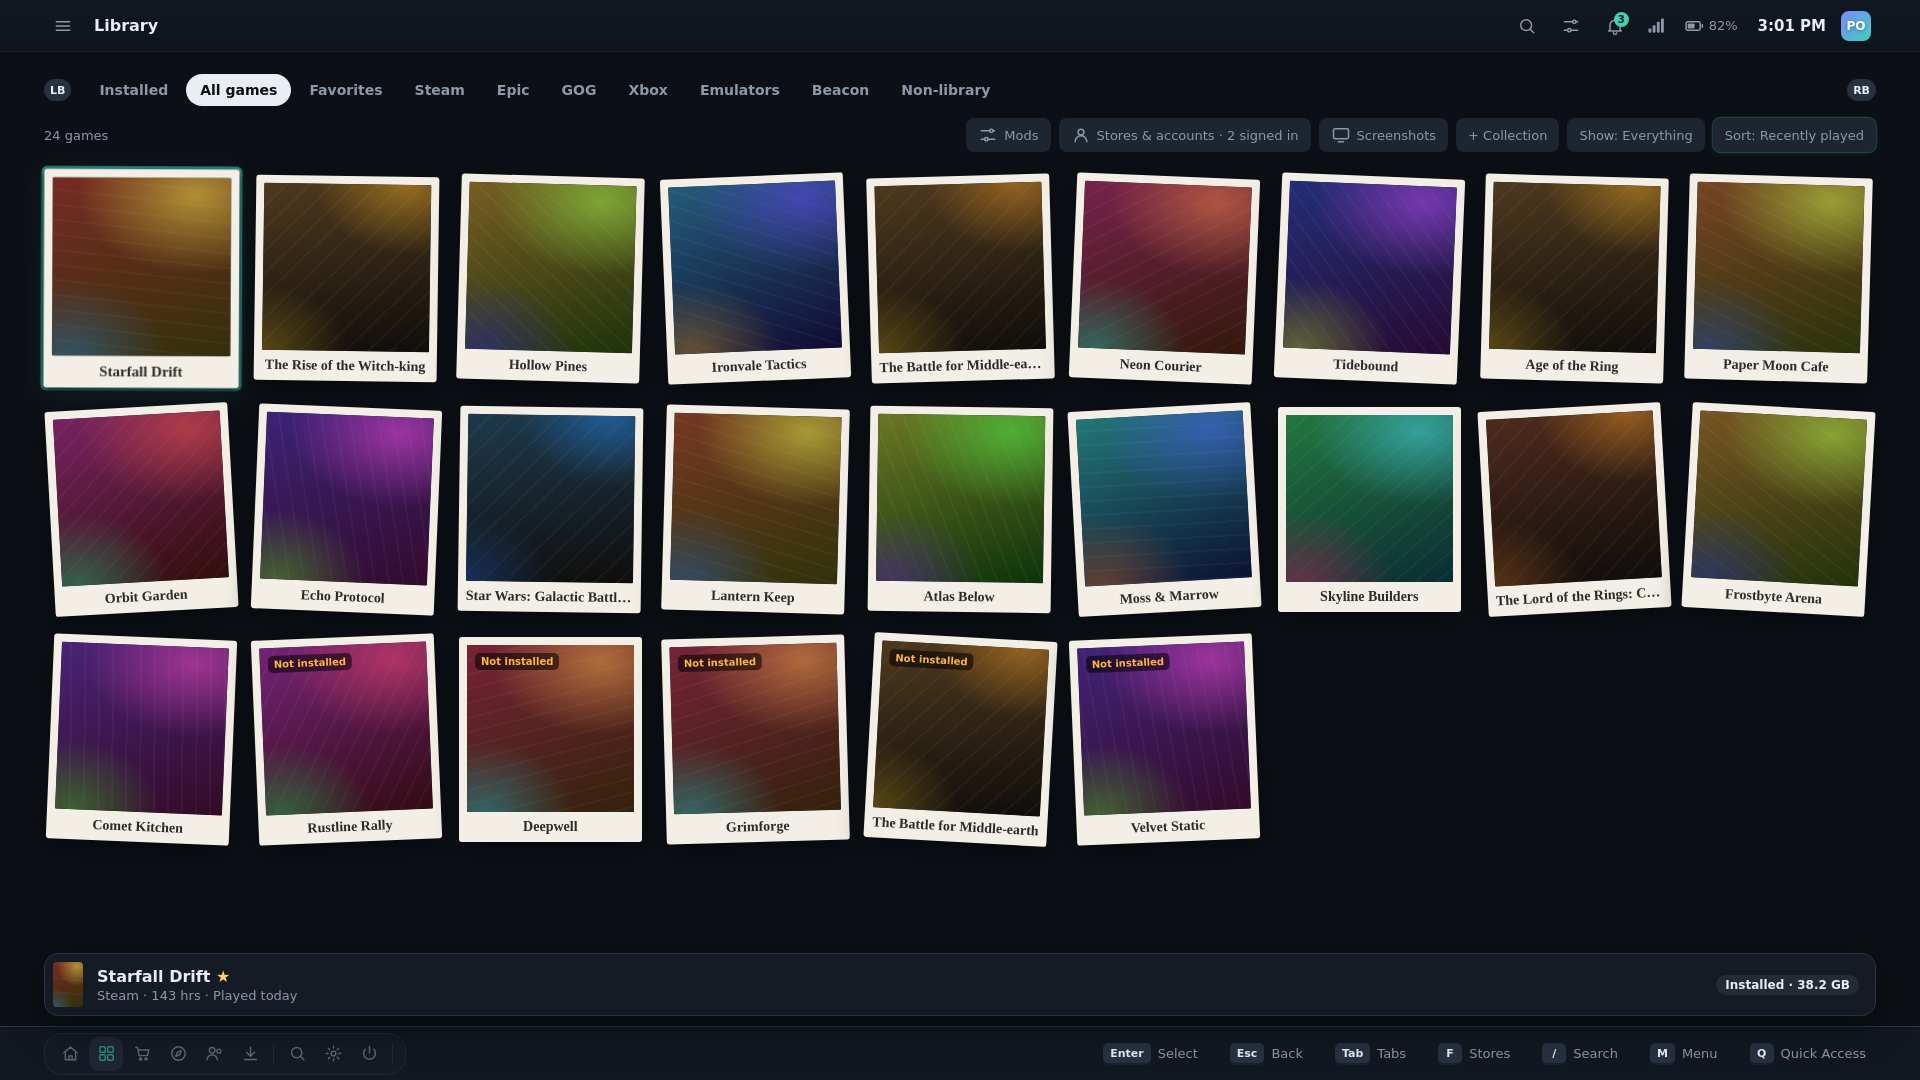 Library
3
82%
3:01 PM
PO
LB
Installed
All games
Favorites
Steam
Epic
GOG
Xbox
Emulators
Beacon
Non-library
RB
24 games
Mods
Stores & accounts · 2 signed in
Screenshots
+ Collection
Show: Everything
Sort: Recently played
Starfall Drift
The Rise of the Witch-king
Hollow Pines
Ironvale Tactics
The Battle for Middle-ea…
Neon Courier
Tidebound
Age of the Ring
Paper Moon Cafe
Orbit Garden
Echo Protocol
Star Wars: Galactic Battl…
Lantern Keep
Atlas Below
Moss & Marrow
Skyline Builders
The Lord of the Rings: C…
Frostbyte Arena
Comet Kitchen
Not installed
Rustline Rally
Not installed
Deepwell
Not installed
Grimforge
Not installed
The Battle for Middle-earth
Not installed
Velvet Static
Starfall Drift ★
Steam · 143 hrs · Played today
Installed · 38.2 GB
Enter Select
Esc Back
Tab Tabs
F Stores
/ Search
M Menu
Q Quick Access